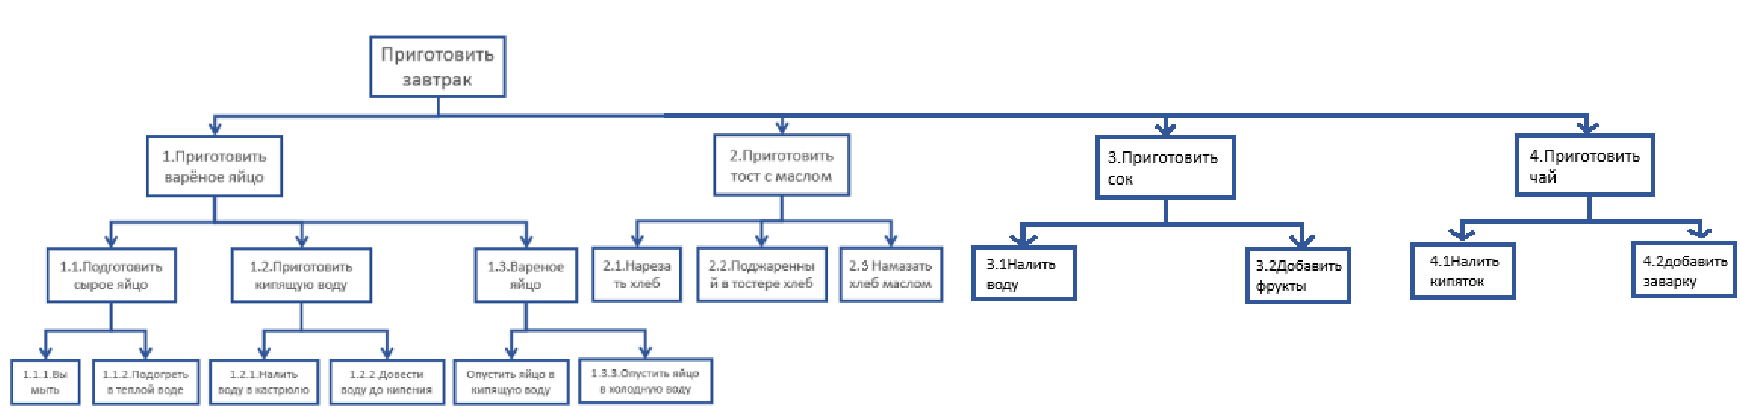 Приготовить
завтрак
1.Приготовить
варёное яйцо
2.Приготовить
тост с маслом
3.Приготовить
сок
4.Приготовить
чай
1.1.Подготовить
сырое яйцо
1.2.Приготовить
кипящую воду
1.3.Вареное
яйцо
2.1.Нареза
ть хлеб
2.2.Поджаренны
й в тостере хлеб
2.3 Намазать
хлеб маслом
3.1Налить
воду
3.2Добавить
фрукты
4.1Налить
кипяток
4.2добавить
заварку
1.1.1.Вы
мыть
1.1.2.Подогреть
в теплой воде
1.2.1.Налить
воду в кастрюлю
1.2.2.Довести
воду до кипения
Опустить яйцо в
кипящую воду
1.3.3.Опустить яйцо
в холодную воду